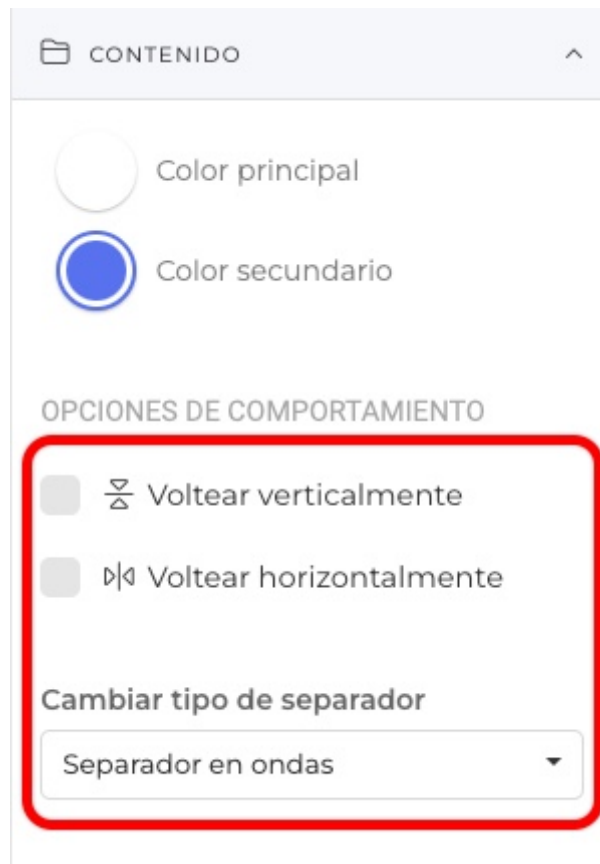 CONTENIDO
Color principal
Color secundario
OPCIONES DE COMPORTAMIENTO
Voltear verticalmente
Voltear horizontalmente
Cambiar tipo de separador
Separador en ondas